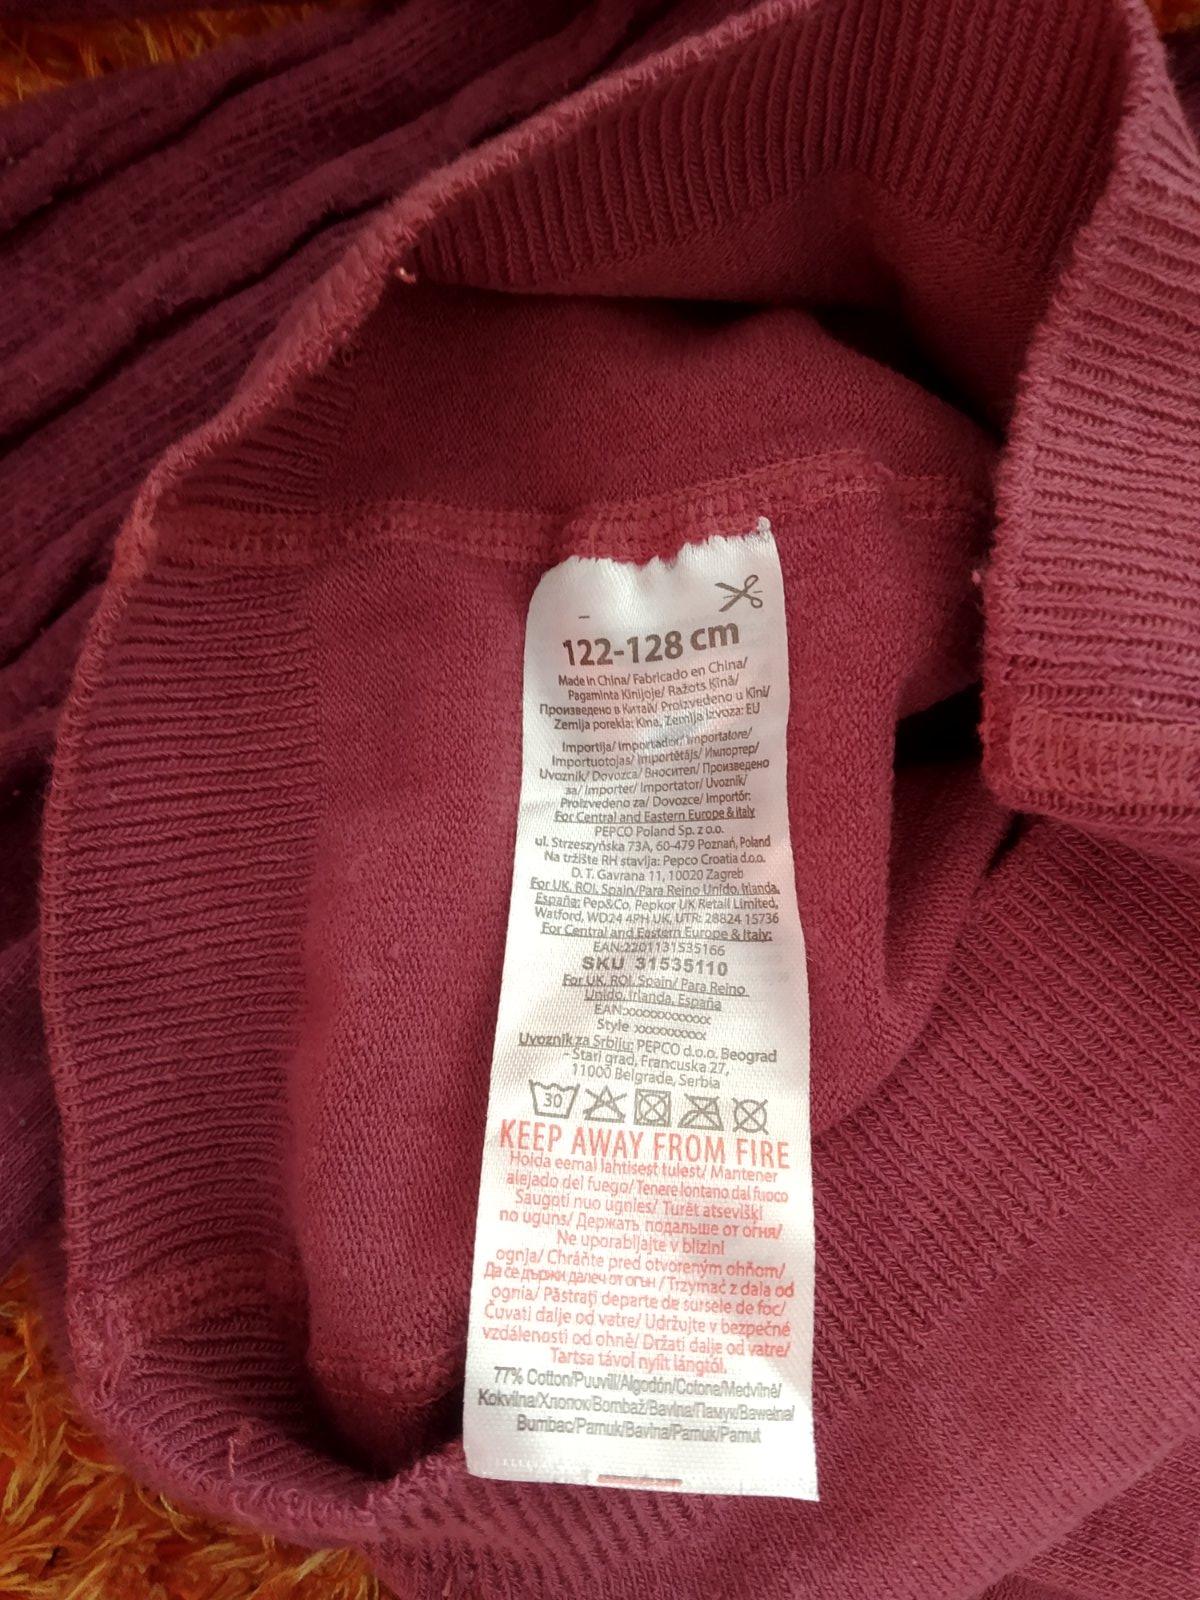 122-128 cm
Made in China/ Fabricado en China/
Pagaminta Kinijoje/ Ražots Ķīnā/
Произведено в Китай/ Proizvedeno u Kini/
Zemlja porekla: Kina, Zemlja izvoza: EU
Importija/ Importador/ Importatore/
Importuotojas/ Importētājs/ Импортер/
Uvoznik/ Dovozca/ Вносител/ Произведено
за/ Importer/ Importator/ Uvoznik/
Proizvedeno za/ Dovozce/ Importőr:
For Central and Eastern Europe & Italy
PEPCO Poland Sp. z o.o.
ul. Strzeszyńska 73A, 60-479 Poznań, Poland
Na tržište RH stavlja: Pepco Croatia d.o.o.
D. T. Gavrana 11, 10020 Zagreb
For UK, ROI, Spain/Para Reino Unido, Irlanda,
España: Pep&Co, Pepkor UK Retail Limited,
Watford, WD24 4PH UK, UTR: 28824 15736
For Central and Eastern Europe & Italy:
EAN:2201131535166
SKU 31535110
For UK, ROI, Spain/ Para Reino
Unido, Irlanda, España
EAN:xxxxxxxxxxxxx
Style xxxxxxxxxx
Uvoznik za Srbiju: PEPCO d.o.o. Beograd
- Stari grad, Francuska 27,
11000 Belgrade, Serbia
30
KEEP AWAY FROM FIRE
Hoida eemal lahtisest tulest/ Mantener
alejado del fuego/ Tenere lontano dal fuoco
Saugoti nuo ugnies/ Turēt atsevišķi
no uguns/ Держать подальше от огня/
Ne uporabljajte v bližini
ognja/ Chráňte pred otvoreným ohňom/
Да се държи далеч от огън / Trzymać z dala od
ognia/ Păstrați departe de sursele de foc/
Čuvati dalje od vatre/ Udržujte v bezpečné
vzdálenosti od ohně/ Držati dalje od vatre/
Tartsa távol nyílt lángtól.
77% Cotton/Puuvill/Algodón/Cotone/Medvilnė/
Kokvilna/Хлопок/Bombaž/Bavlna/Памук/Bawełna/
Bumbac/Pamuk/Bavlna/Pamuk/Pamut